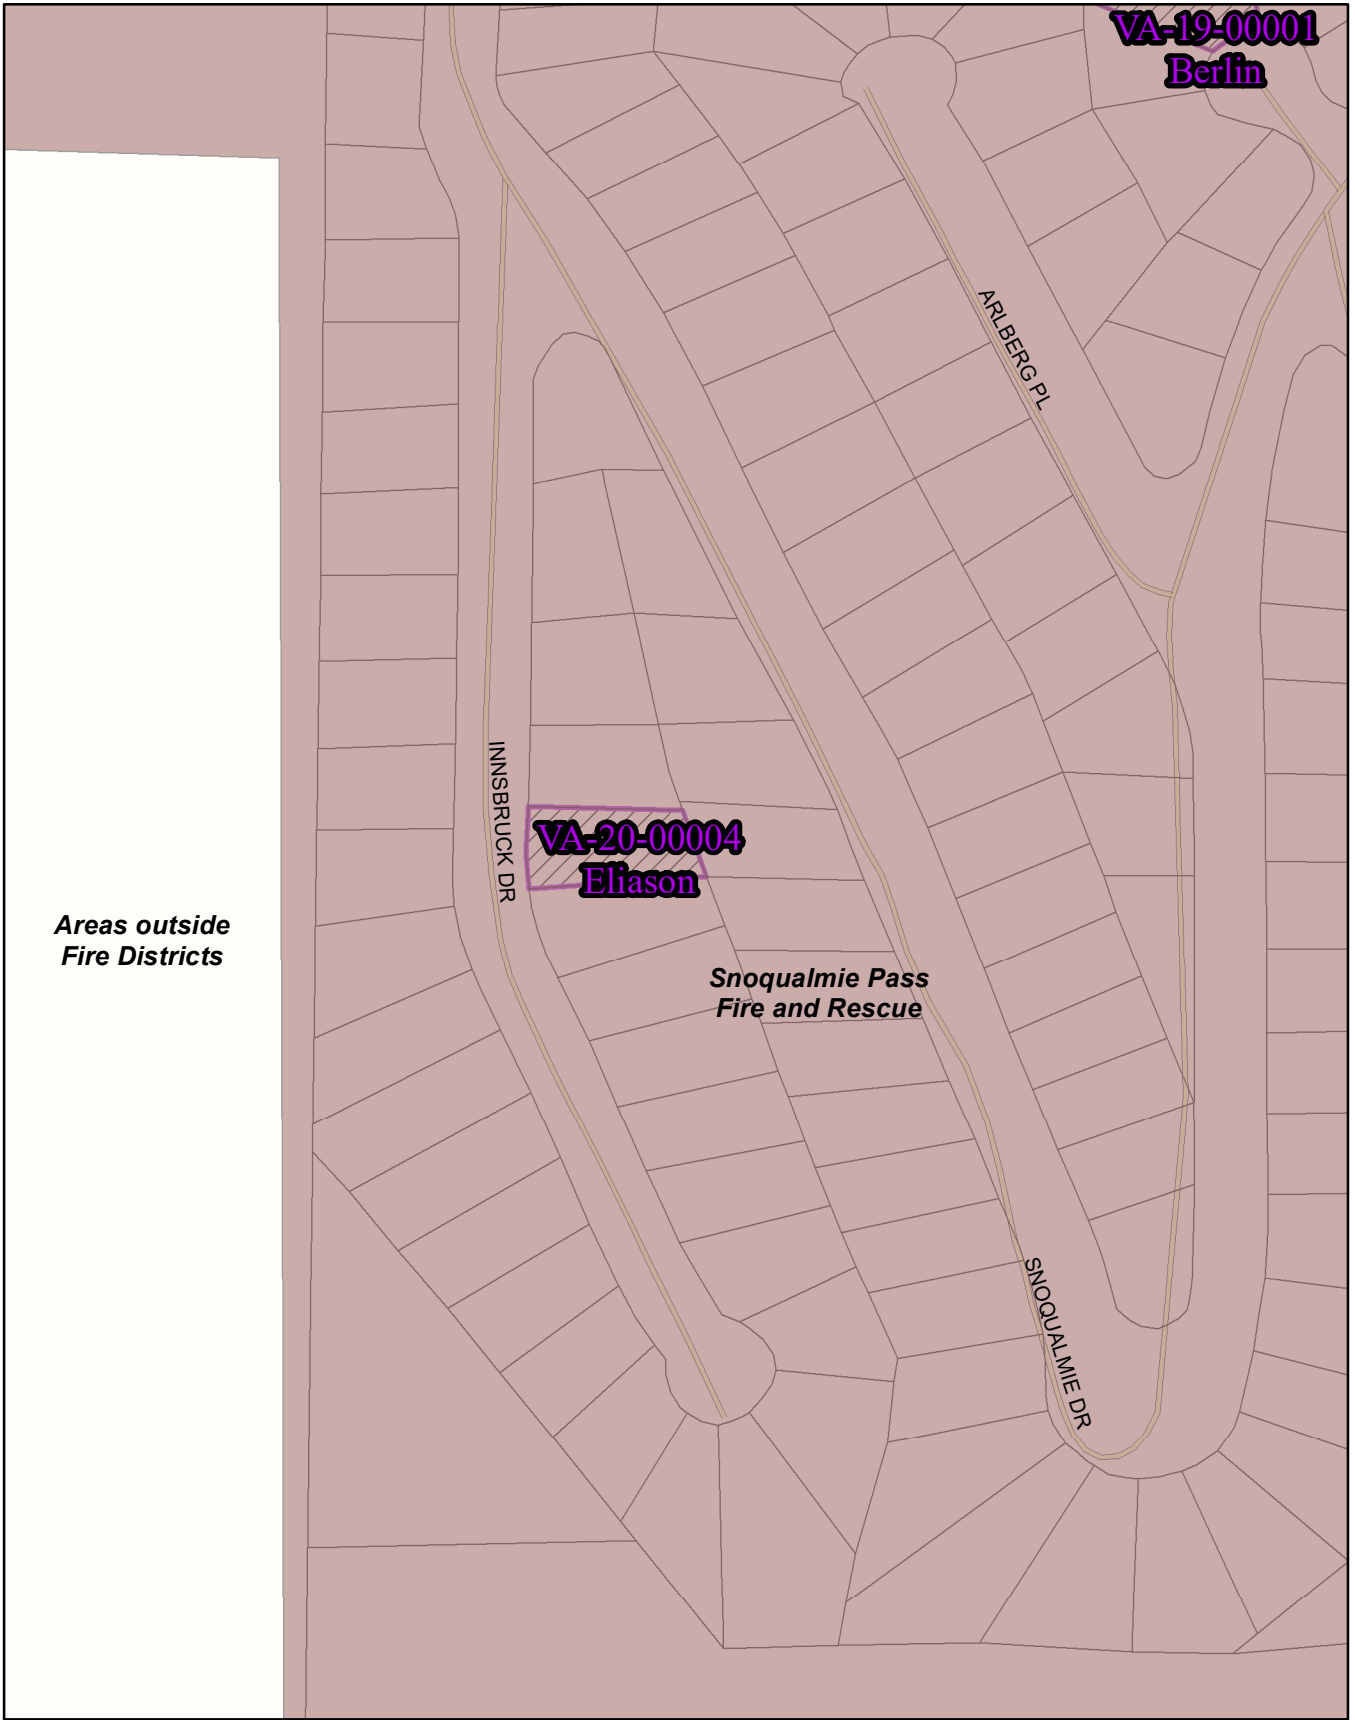 VA-19-00001
Berlin
ARLBERG PL
INNSBRUCK DR
VA-20-00004
Eliason
Areas outside
Fire Districts
Snoqualmie Pass
Fire and Rescue
SNOQUALMIE DR